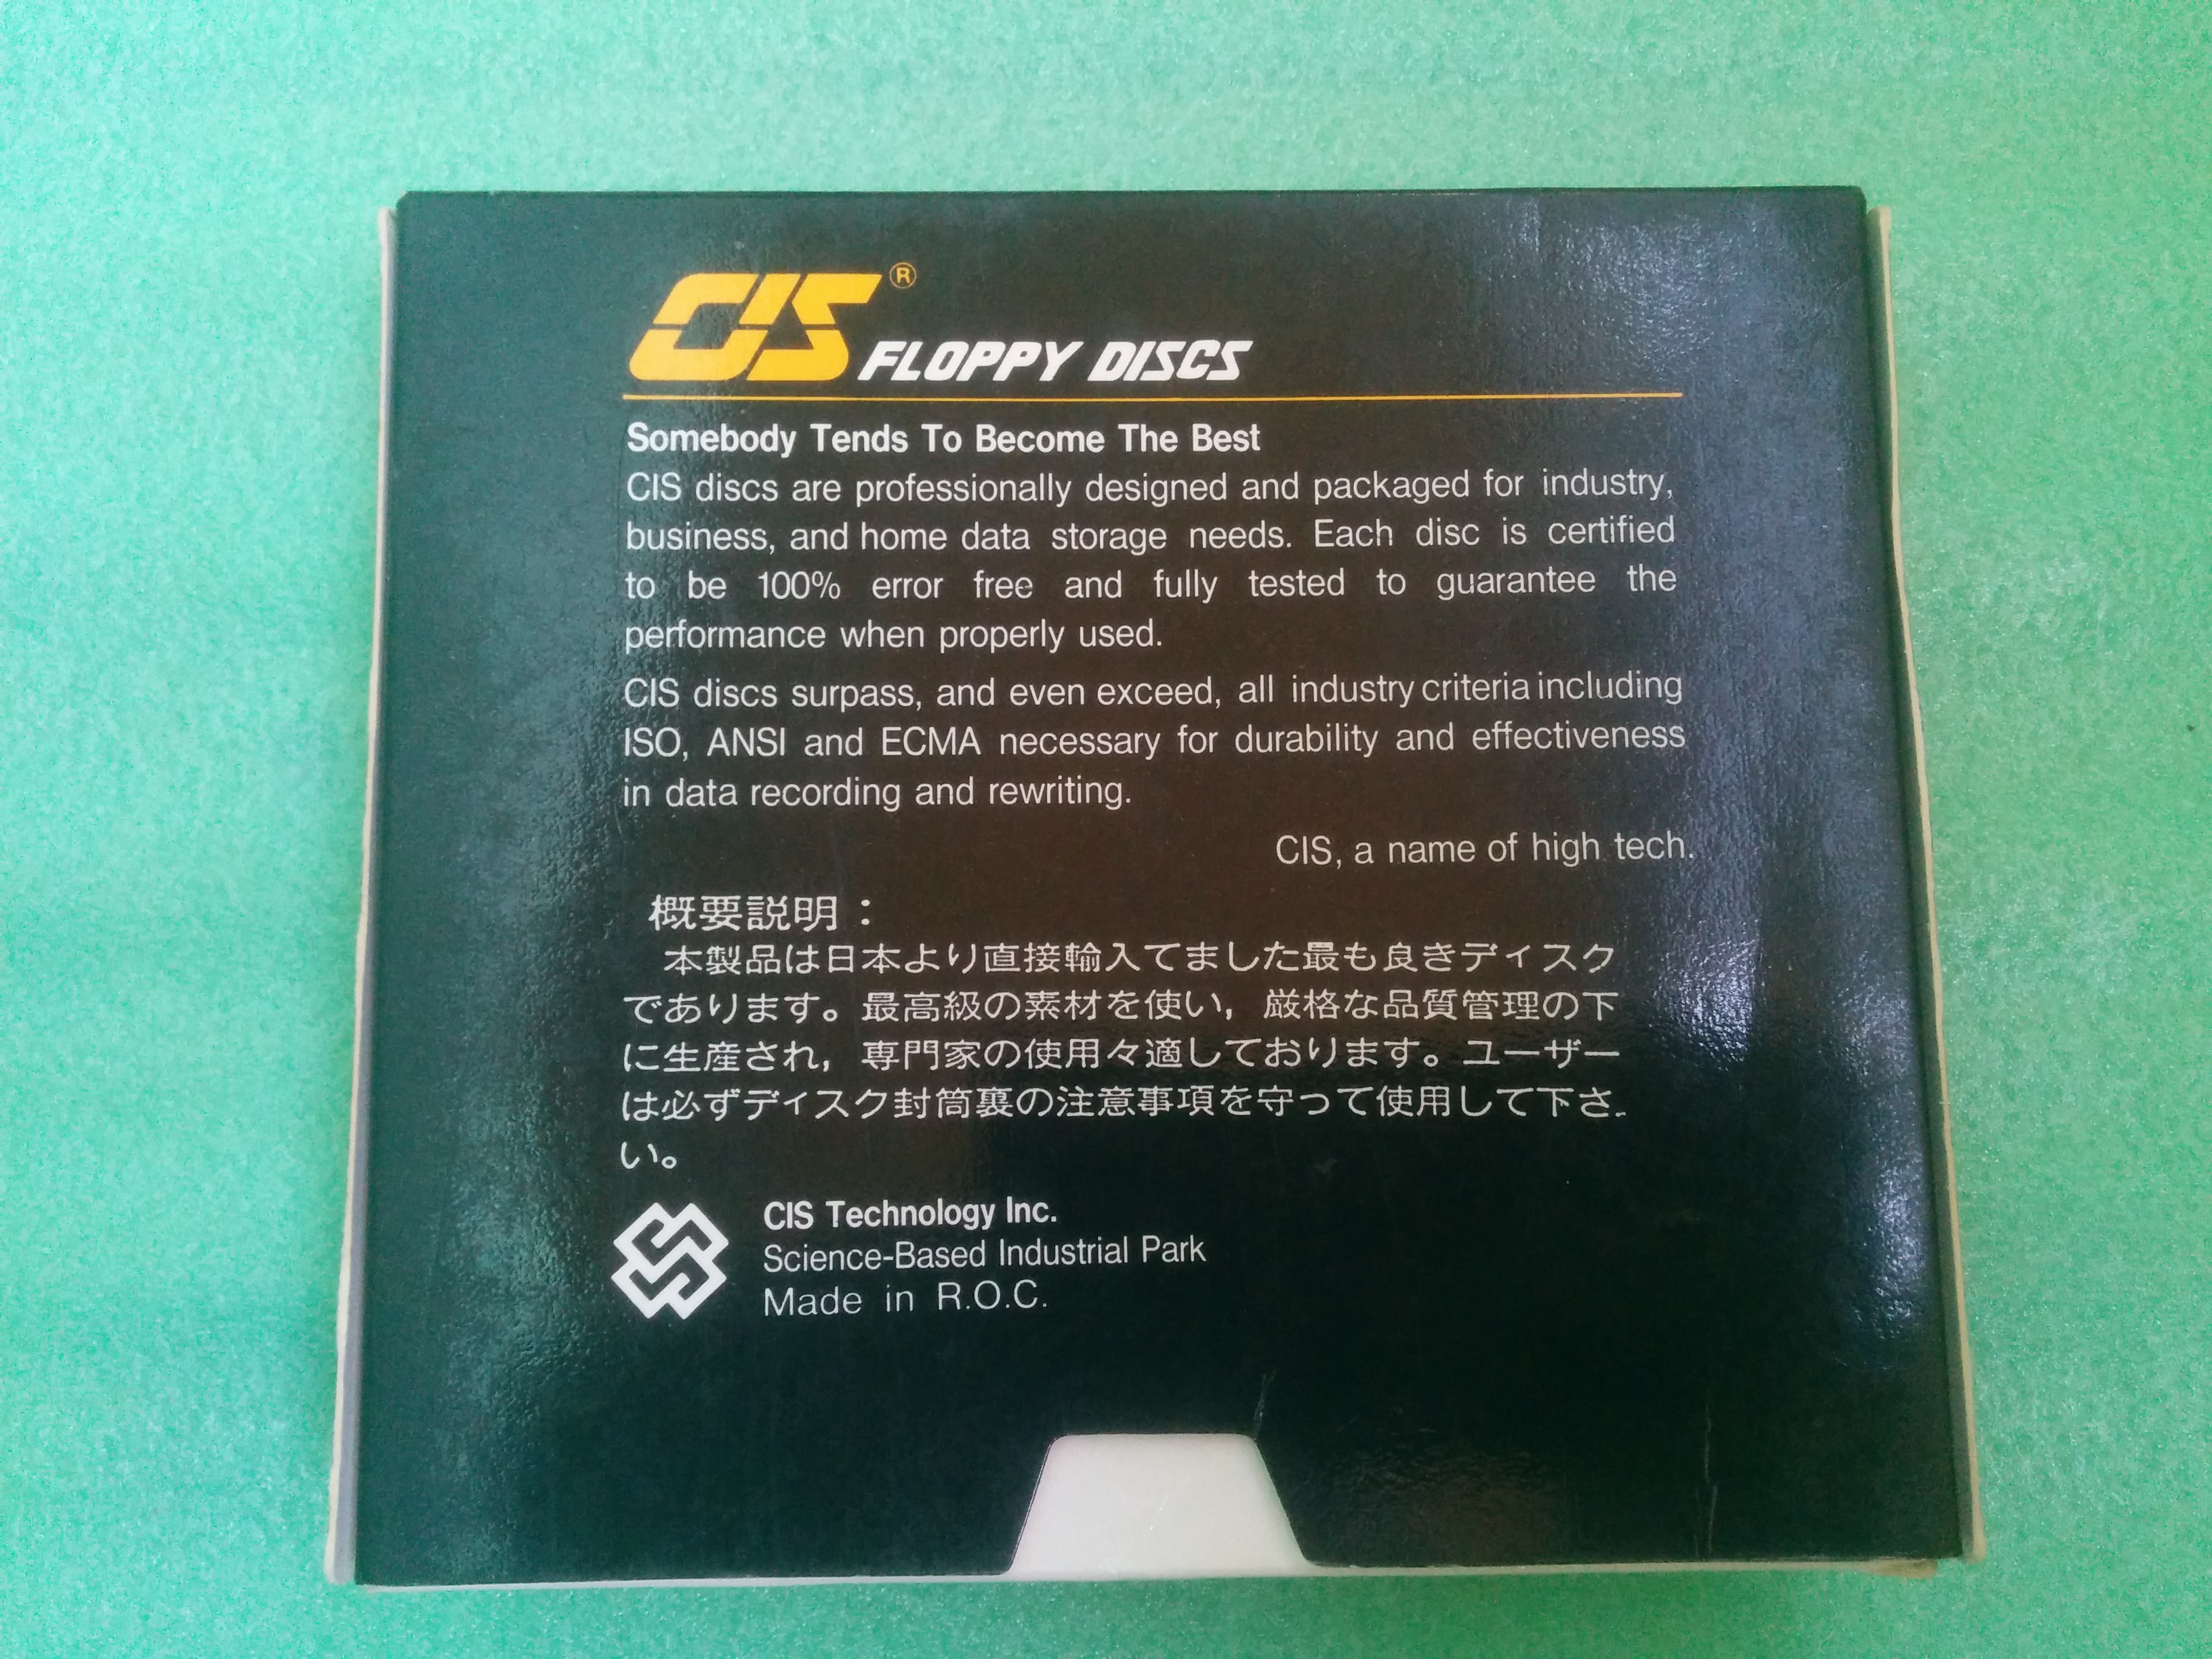 CIS®
FLOPPY DISCS
Somebody Tends To Become The Best
CIS discs are professionally designed and packaged for industry,
business, and home data storage needs. Each disc is certified
to be 100% error free and fully tested to guarantee the
performance when properly used.
CIS discs surpass, and even exceed, all industry criteria including
ISO, ANSI and ECMA necessary for durability and effectiveness
in data recording and rewriting.
CIS, a name of high tech.
概要説明：
本製品は日本より直接輸入てました最も良きディスク
であります。最高級の素材を使い，厳格な品質管理の下
に生産され，専門家の使用々適しております。ユーザー
は必ずディスク封筒裏の注意事項を守って使用して下さ
い。
CIS Technology Inc.
Science-Based Industrial Park
Made in R.O.C.